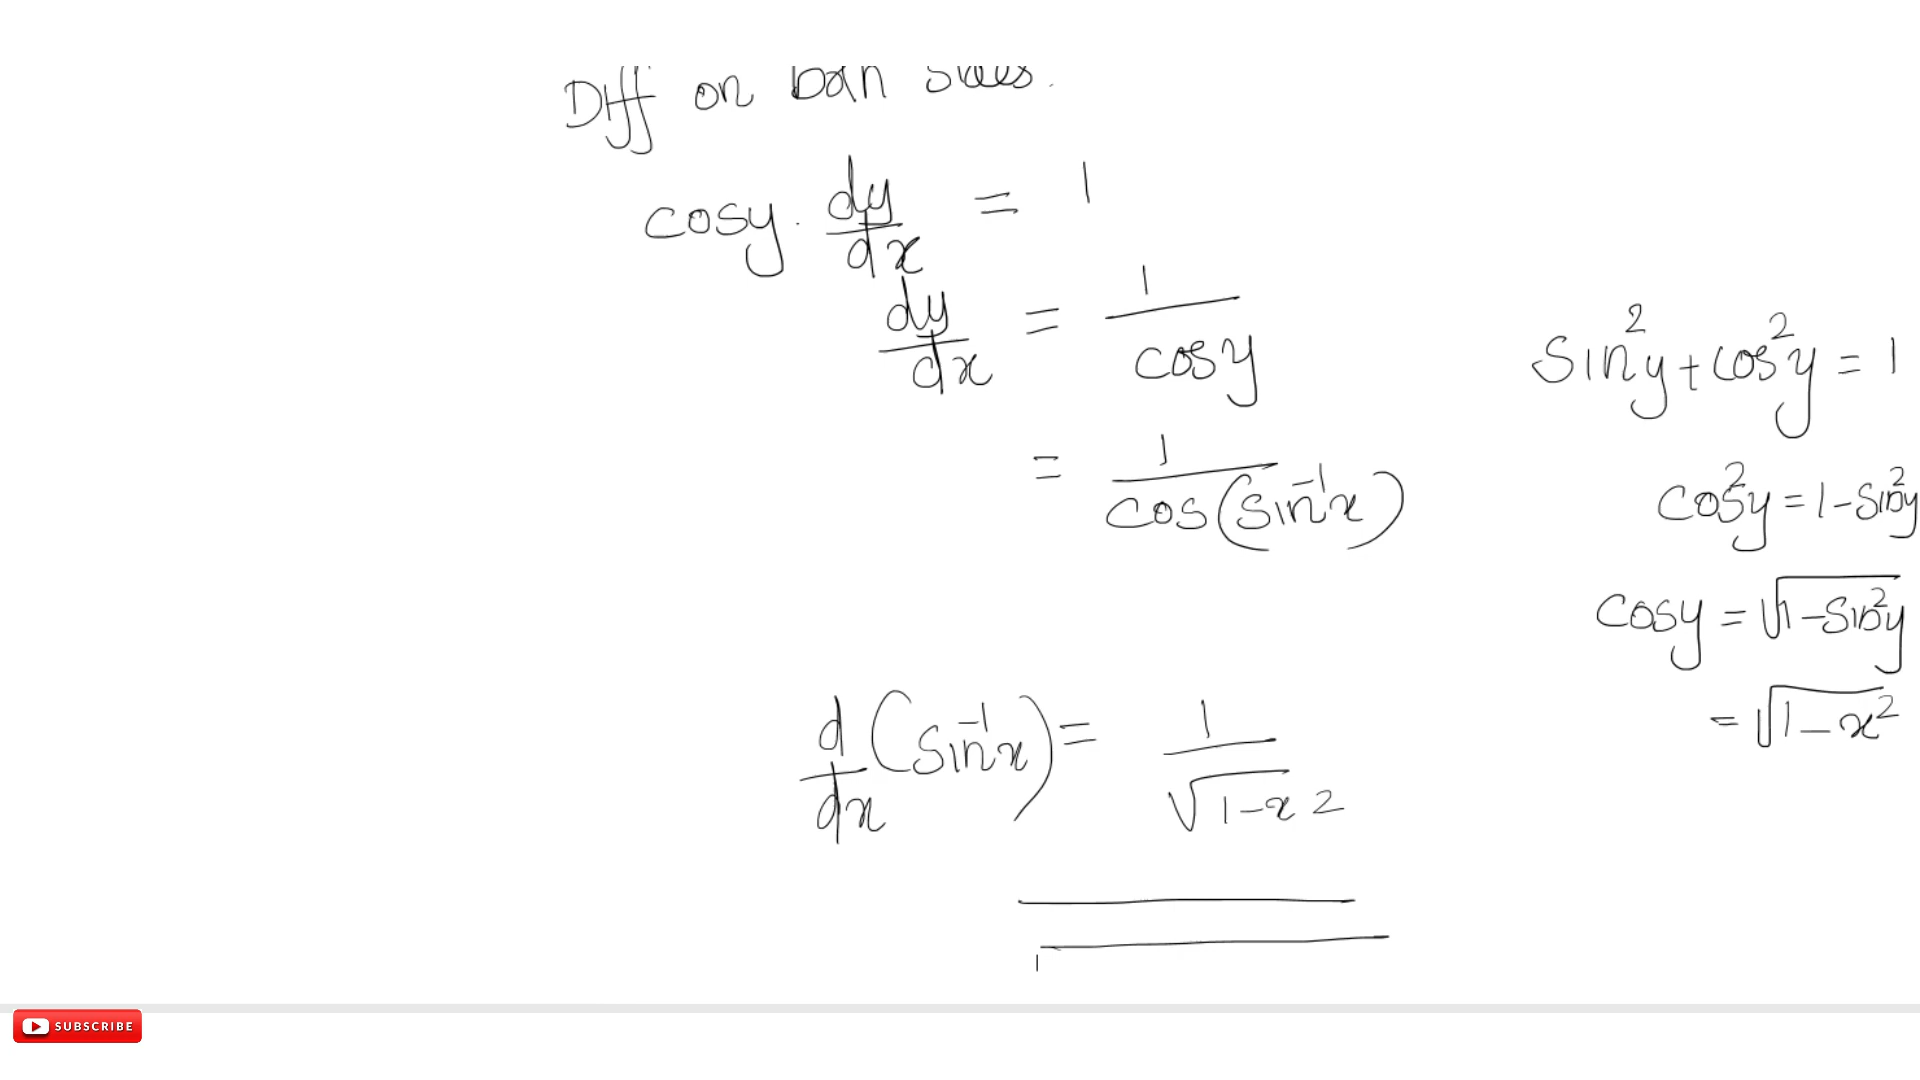 Diff on both sides.
cosy . dy/dx = 1
dy/dx = 1/cosy
= 1/cos(sin⁻¹x)
d/dx (sin⁻¹x) = 1/√1-x2
sin²y + cos²y = 1
cos²y = 1 - sin²y
cosy = √1 - sin²y
= √1 - x²
SUBSCRIBE